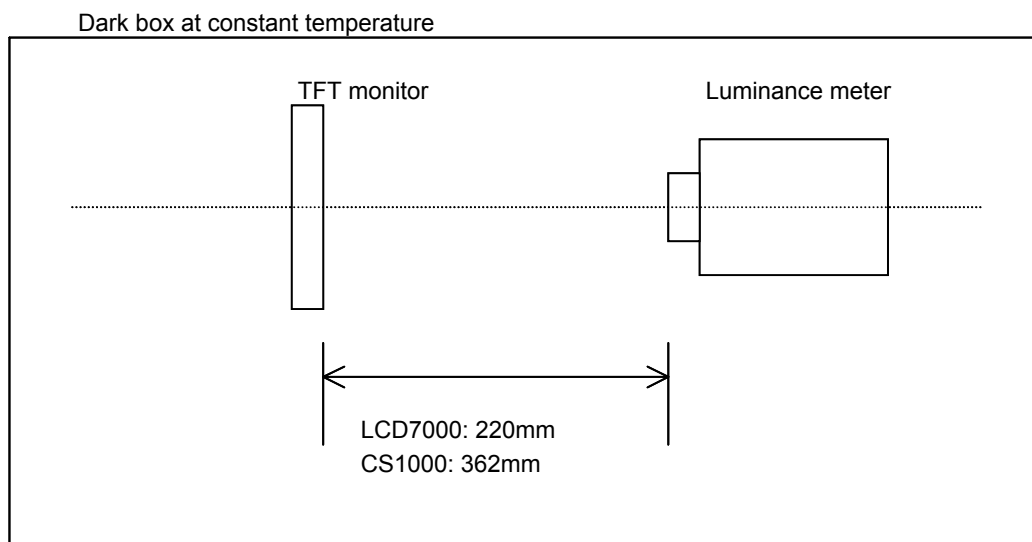 Dark box at constant temperature
TFT monitor
Luminance meter
LCD7000: 220mm
CS1000: 362mm